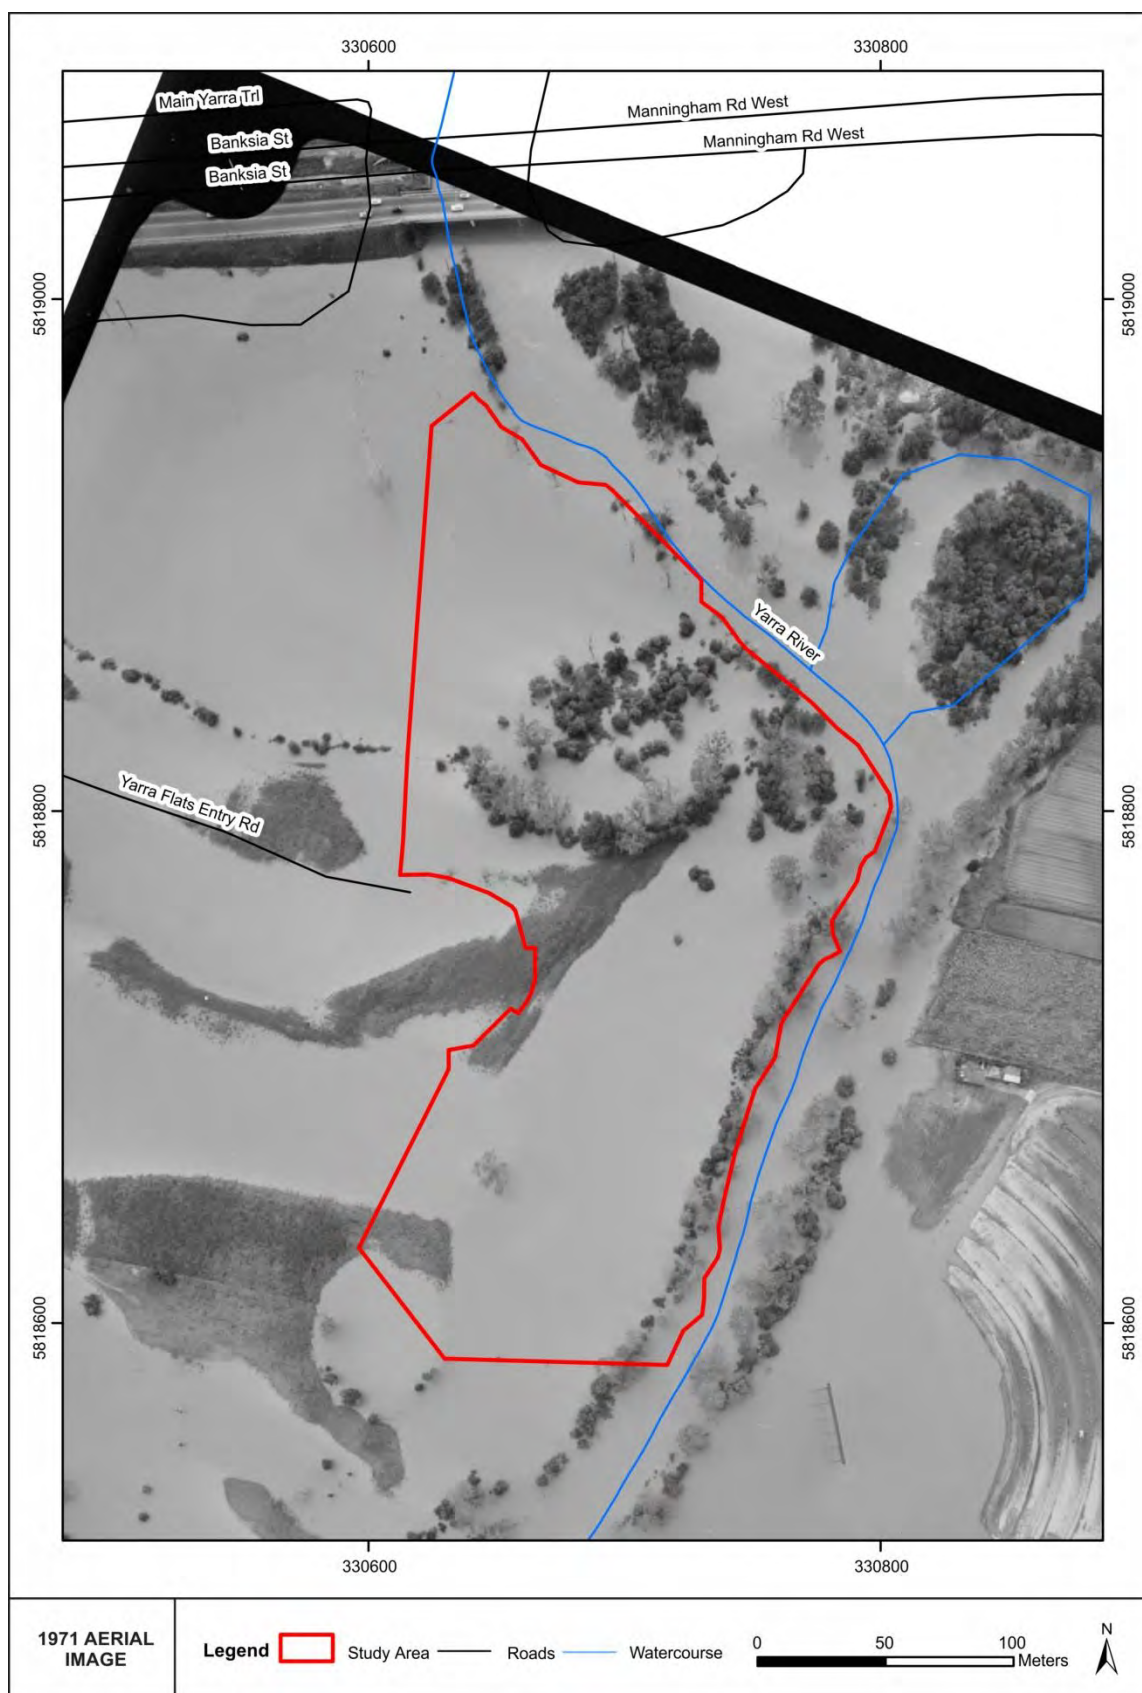 330600
330800
Main Yarra Trl
Manningham Rd West
Banksia St
Manningham Rd West
Banksia St
5819000
5819000
Yarra River
Yarra Flats Entry Rd
5818800
5818800
5818600
5818600
330600
330800
1971 AERIAL
IMAGE
Legend
Study Area
Roads
Watercourse
0
50
100
Meters
N